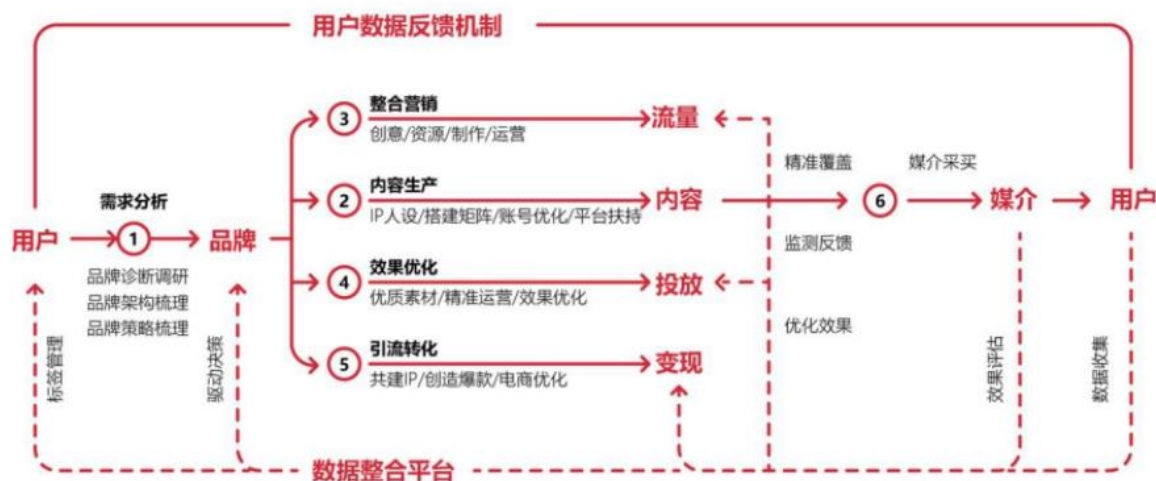 用户数据反馈机制
用户
需求分析
1
品牌诊断调研
品牌架构梳理
品牌策略梳理
品牌
3
整合营销
创意/资源/制作/运营
流量
2
内容生产
IP人设/搭建矩阵/账号优化/平台扶持
内容
4
效果优化
优质素材/精准运营/效果优化
投放
5
引流转化
共建IP/创造爆款/电商优化
变现
精准覆盖
监测反馈
优化效果
6
媒介采买
媒介
用户
标签管理
驱动决策
效果评估
数据收集
数据整合平台